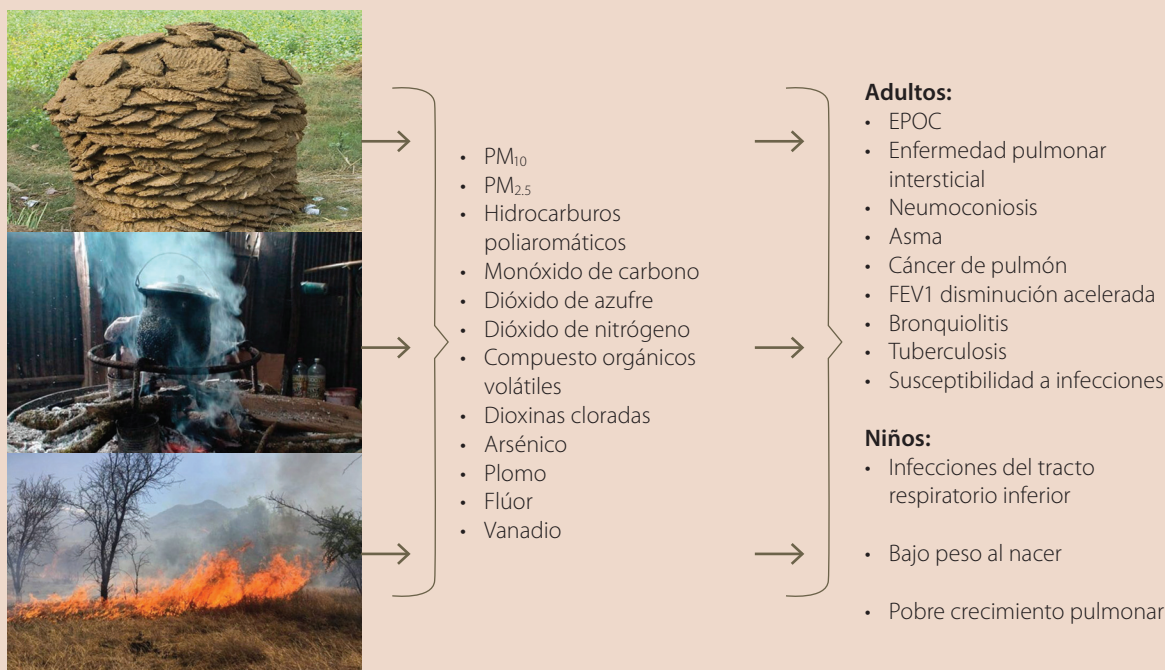 • PM₁₀
• PM₂.₅
• Hidrocarburos
poliaromáticos
• Monóxido de carbono
• Dióxido de azufre
• Dióxido de nitrógeno
• Compuesto orgánicos
volátiles
• Dioxinas cloradas
• Arsénico
• Plomo
• Flúor
• Vanadio
Adultos:
• EPOC
• Enfermedad pulmonar
intersticial
• Neumoconiosis
• Asma
• Cáncer de pulmón
• FEV1 disminución acelerada
• Bronquiolitis
• Tuberculosis
• Susceptibilidad a infecciones
Niños:
• Infecciones del tracto
respiratorio inferior
• Bajo peso al nacer
• Pobre crecimiento pulmonar